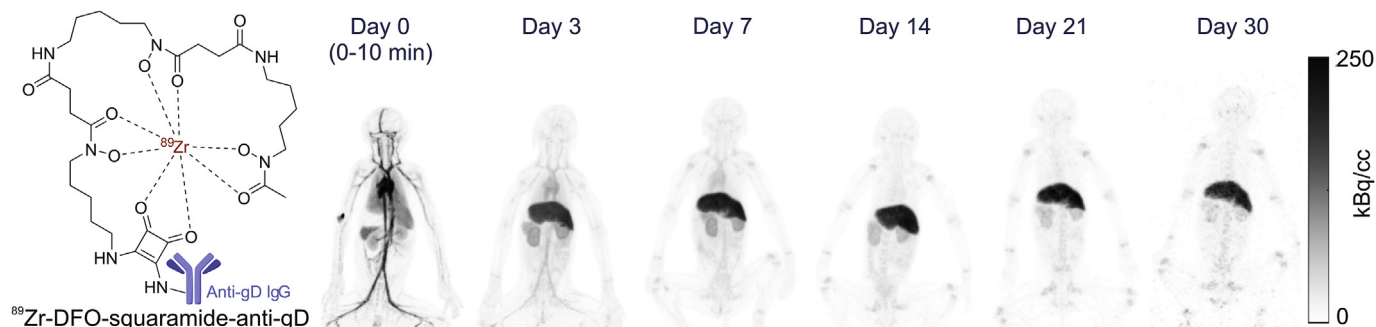 Day 0
(0-10 min)
Day 3
Day 7
Day 14
Day 21
Day 30
250
kBq/cc
0
O
N
O
O
NH
HN
O
O
N
O
⁸⁹Zr
O
N
O
O
O
HN
HN
Anti-gD IgG
⁸⁹Zr-DFO-squaramide-anti-gD